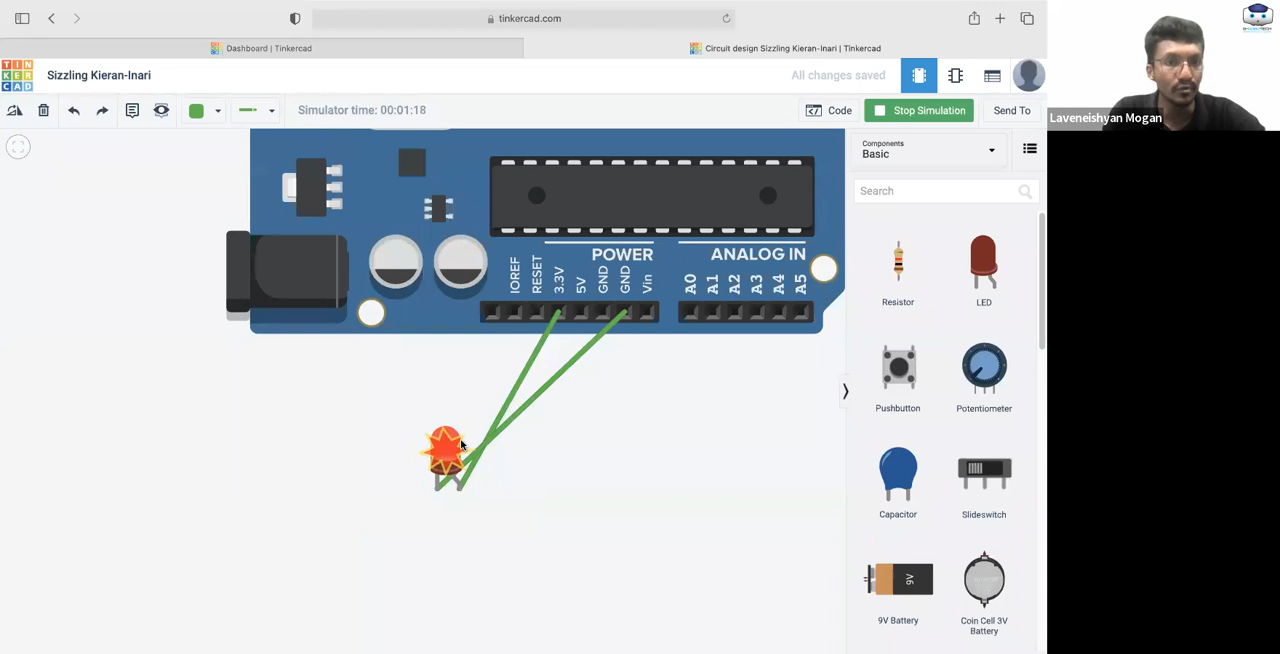 tinkercad.com
Dashboard | Tinkercad
Circuit design Sizzling Kieran-Inari | Tinkercad
TIN
KER
CAD
Sizzling Kieran-Inari
All changes saved
Simulator time: 00:01:18
Code
Stop Simulation
Send To
Laveneishyan Mogan
Components
Basic
Search
POWER
ANALOG IN
IOREF
RESET
3.3V
5V
GND
GND
Vin
A0
A1
A2
A3
A4
A5
Resistor
LED
Pushbutton
Potentiometer
Capacitor
Slideswitch
9V
9V Battery
Coin Cell 3V
Battery